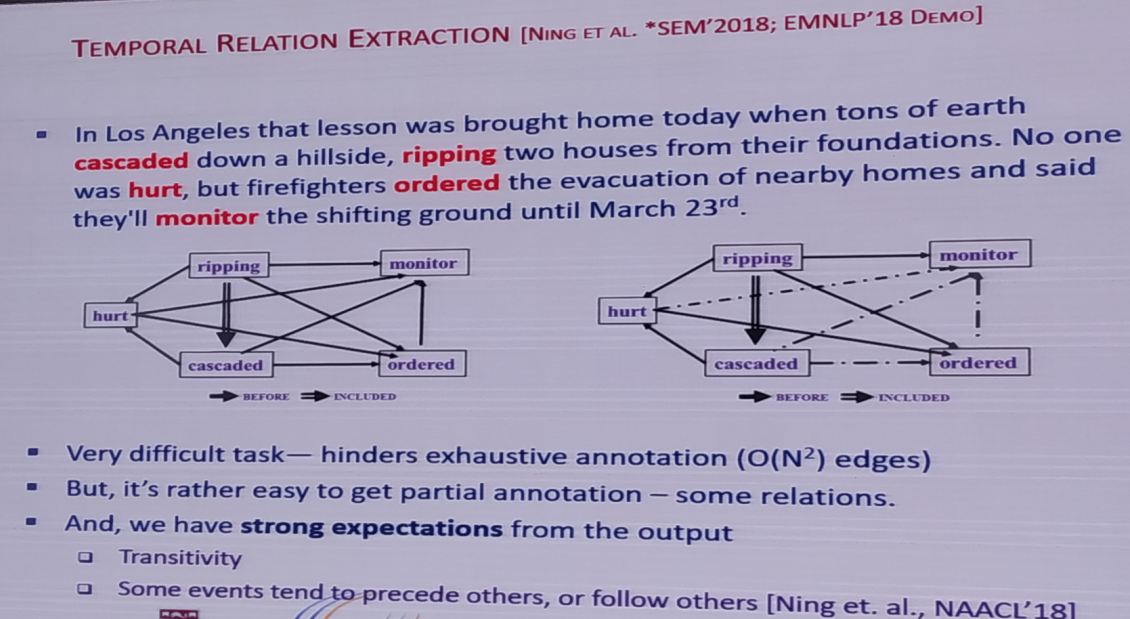 TEMPORAL RELATION EXTRACTION [NING ET AL. *SEM'2018; EMNLP'18 DEMO]
▪ In Los Angeles that lesson was brought home today when tons of earth
cascaded down a hillside, ripping two houses from their foundations. No one
was hurt, but firefighters ordered the evacuation of nearby homes and said
they'll monitor the shifting ground until March 23rd.
ripping
monitor
hurt
cascaded
ordered
BEFORE
INCLUDED
ripping
monitor
hurt
cascaded
ordered
BEFORE
INCLUDED
▪ Very difficult task— hinders exhaustive annotation (O(N²) edges)
▪ But, it's rather easy to get partial annotation – some relations.
▪ And, we have strong expectations from the output
❑ Transitivity
❑ Some events tend to precede others, or follow others [Ning et. al., NAACL'18]